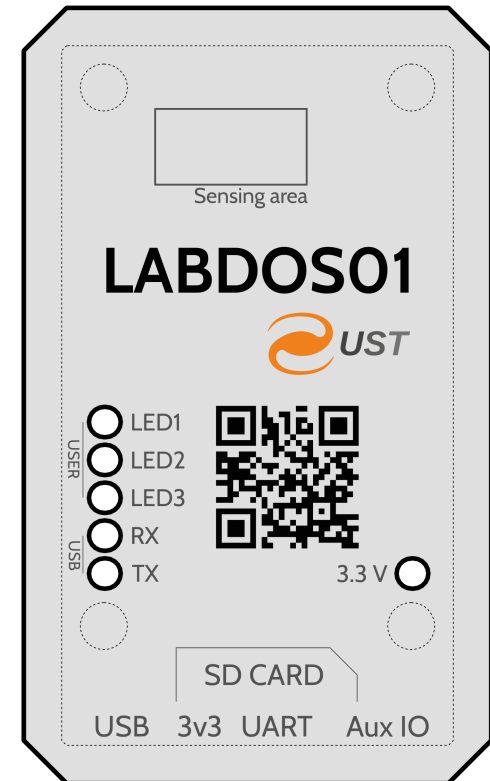 Sensing area
LABDOS01
UST
USER
LED1
LED2
LED3
USB
RX
TX
3.3 V
SD CARD
USB 3v3 UART Aux IO